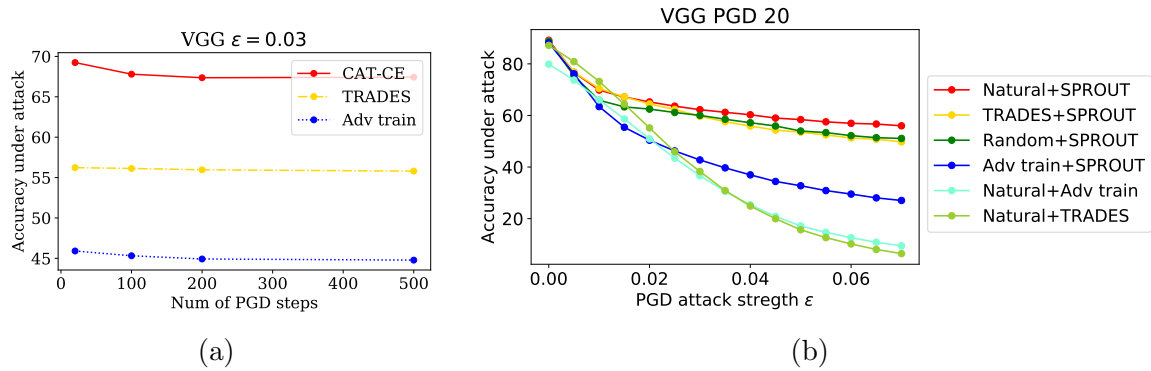 VGG ε = 0.03
Accuracy under attack
70
65
60
55
50
45
0
100
200
300
400
500
Num of PGD steps
CAT-CE
TRADES
Adv train
(a)
VGG PGD 20
Accuracy under attack
80
60
40
20
0.00
0.02
0.04
0.06
PGD attack stregth ε
Natural+SPROUT
TRADES+SPROUT
Random+SPROUT
Adv train+SPROUT
Natural+Adv train
Natural+TRADES
(b)